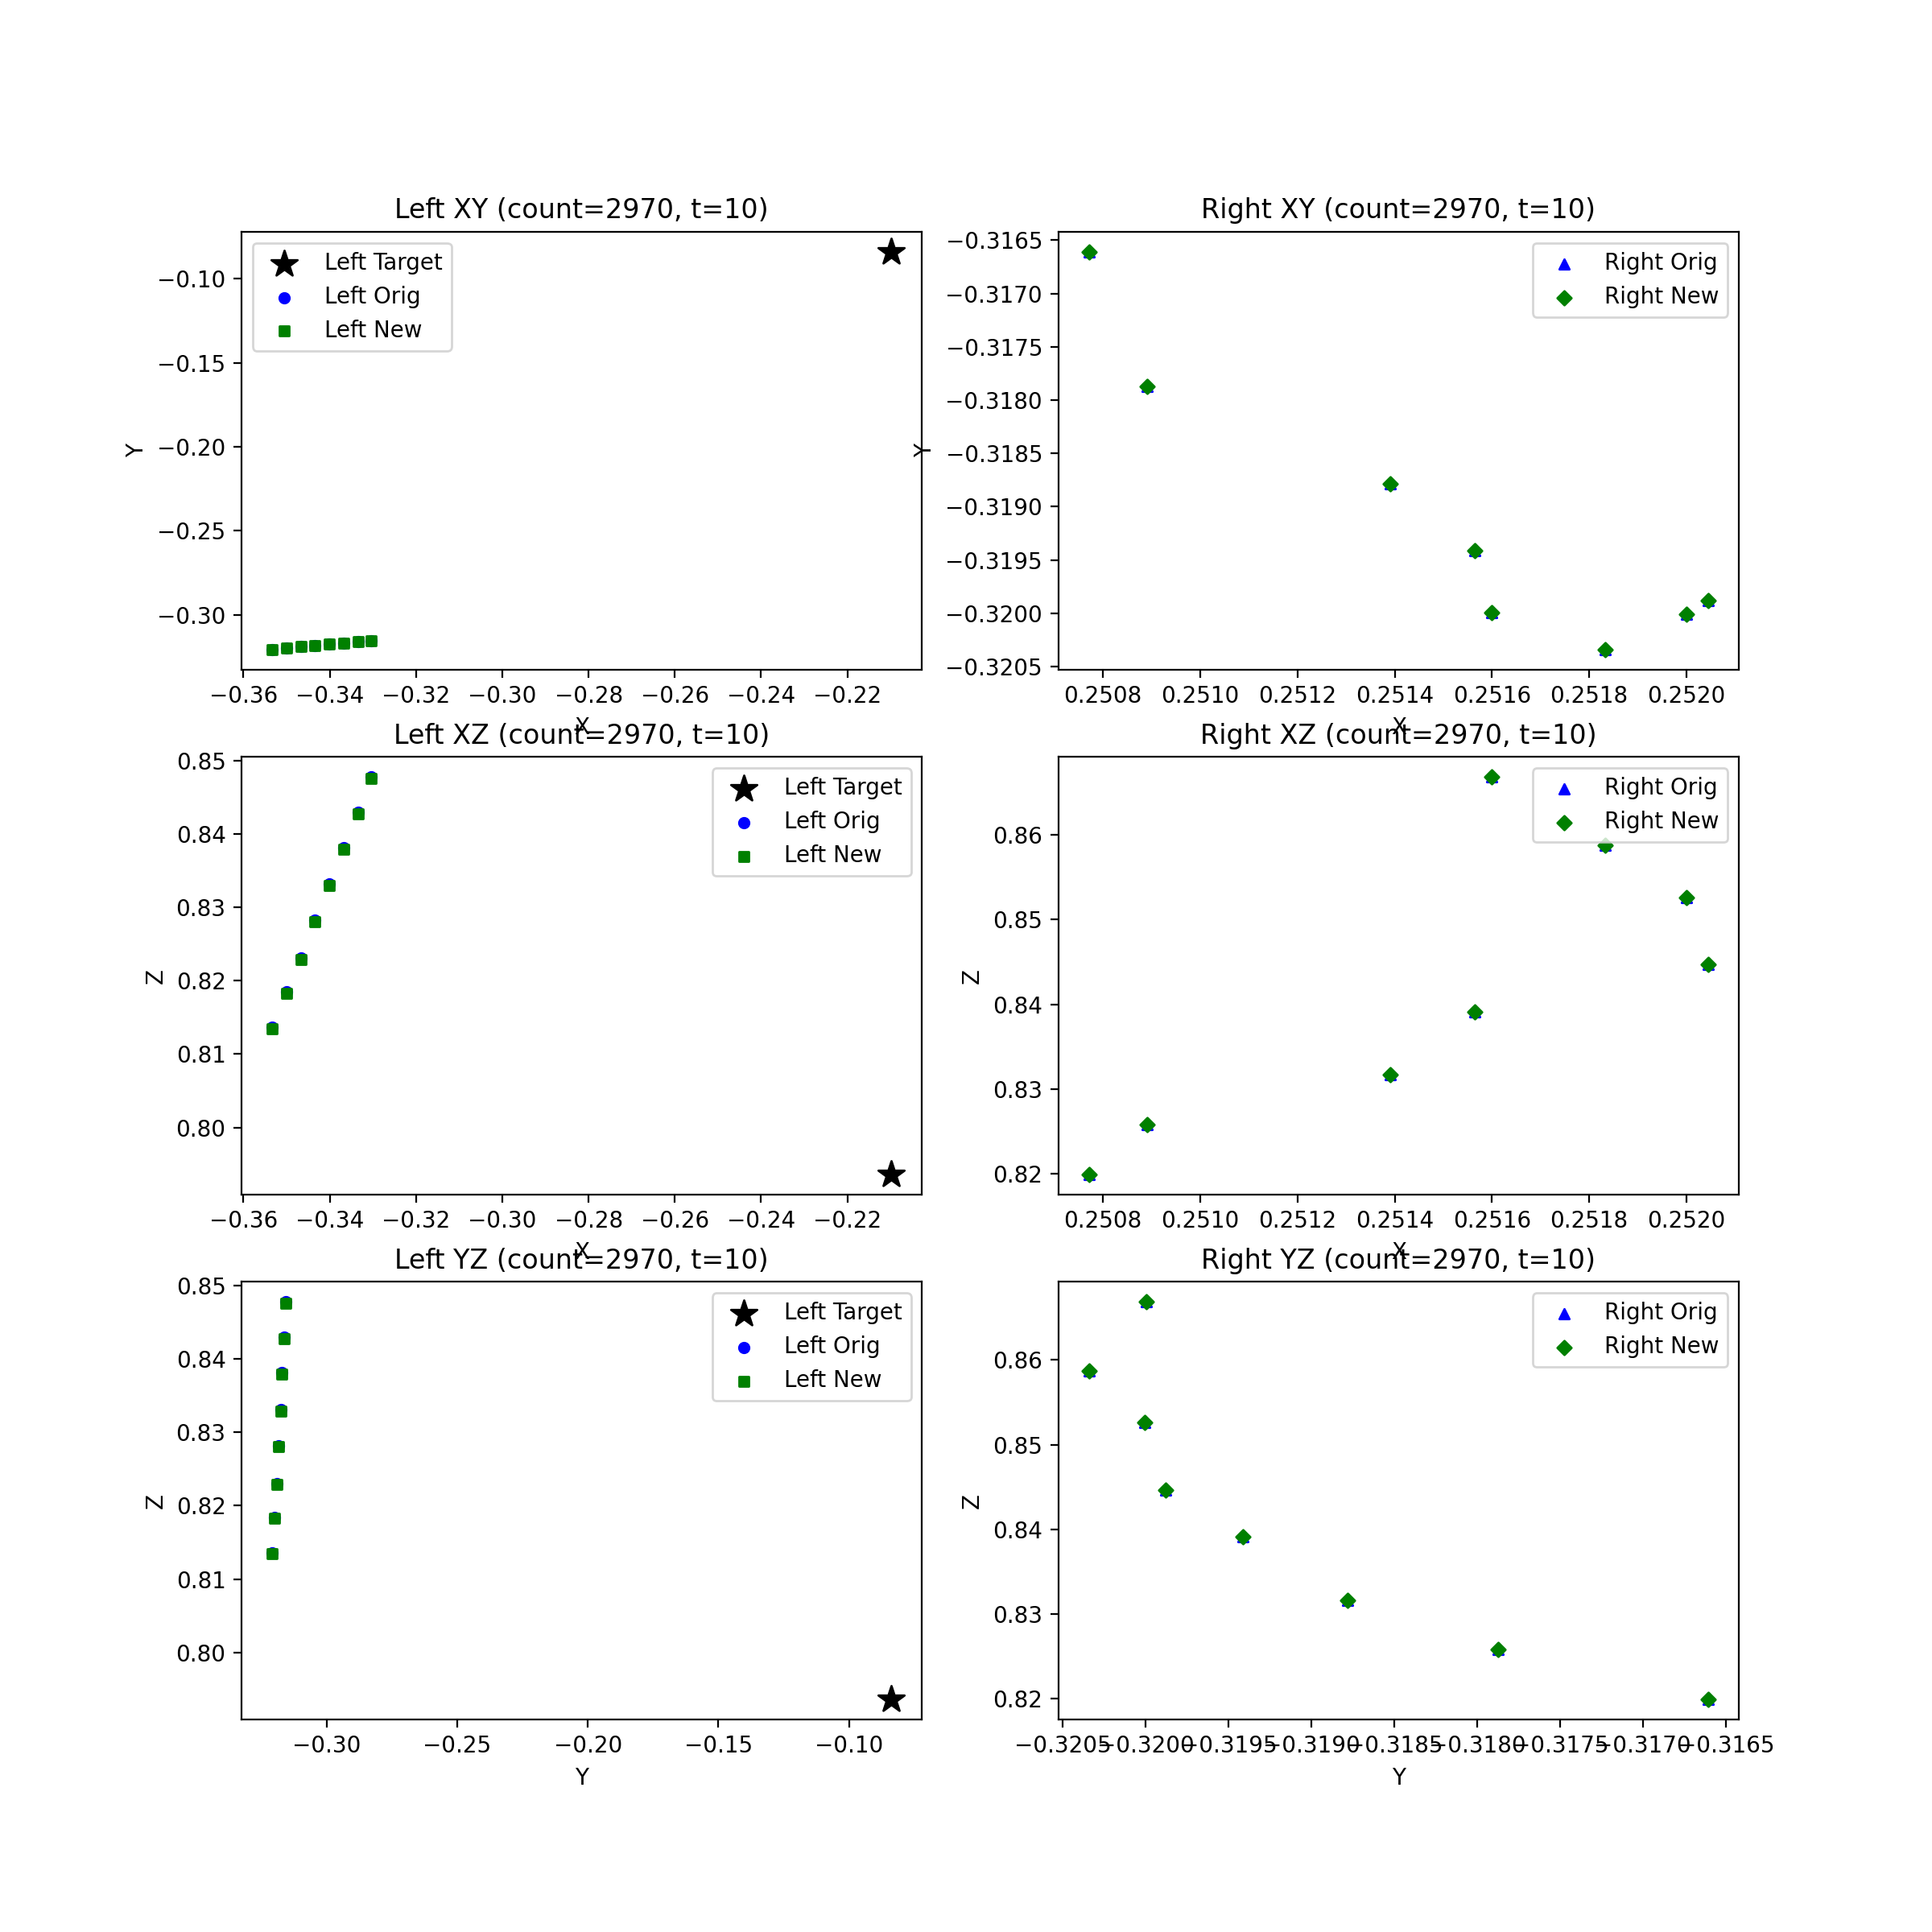 Left XY (count=2970, t=10)
Left Target
Left Orig
Left New
−0.10
−0.15
−0.20
−0.25
−0.30
Y
−0.36
−0.34
−0.32
−0.30
−0.28
−0.26
−0.24
−0.22
X
Right XY (count=2970, t=10)
Right Orig
Right New
−0.3165
−0.3170
−0.3175
−0.3180
−0.3185
−0.3190
−0.3195
−0.3200
−0.3205
Y
0.2508
0.2510
0.2512
0.2514
0.2516
0.2518
0.2520
X
Left XZ (count=2970, t=10)
Left Target
Left Orig
Left New
0.85
0.84
0.83
0.82
0.81
0.80
Z
−0.36
−0.34
−0.32
−0.30
−0.28
−0.26
−0.24
−0.22
X
Right XZ (count=2970, t=10)
Right Orig
Right New
0.86
0.85
0.84
0.83
0.82
Z
0.2508
0.2510
0.2512
0.2514
0.2516
0.2518
0.2520
X
Left YZ (count=2970, t=10)
Left Target
Left Orig
Left New
0.85
0.84
0.83
0.82
0.81
0.80
Z
−0.30
−0.25
−0.20
−0.15
−0.10
Y
Right YZ (count=2970, t=10)
Right Orig
Right New
0.86
0.85
0.84
0.83
0.82
Z
−0.3205
−0.3200
−0.3195
−0.3190
−0.3185
−0.3180
−0.3175
−0.3170
−0.3165
Y